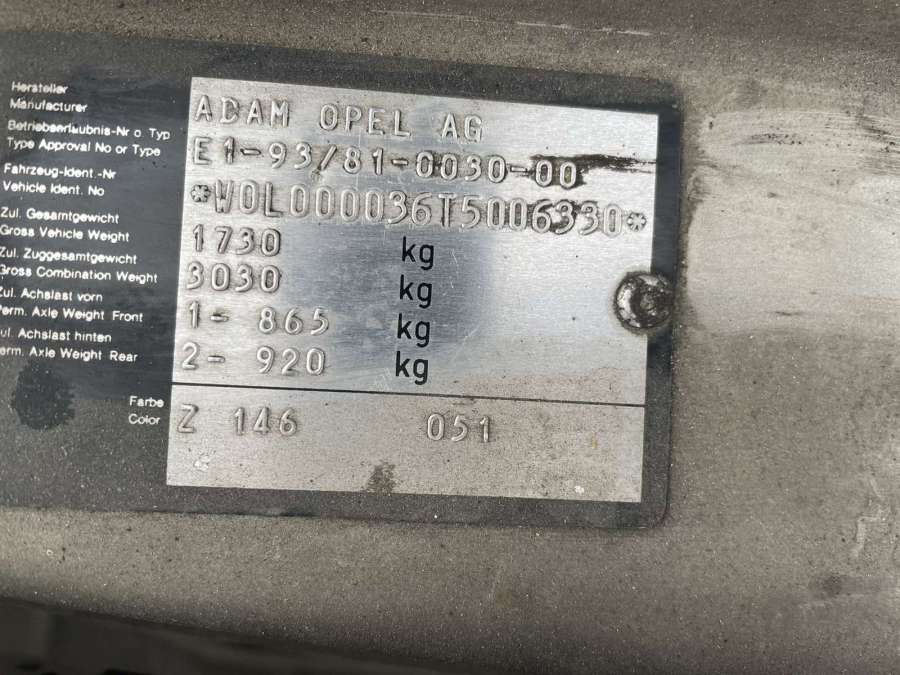 Hersteller
Manufacturer
ADAM OPEL AG
Betriebserlaubnis-Nr o. Typ
Type Approval No or Type
E1-93/81-0030-00
Fahrzeug-Ident.-Nr
Vehicle Ident. No
*W0L000036T5006330*
Zul. Gesamtgewicht
Gross Vehicle Weight
1730 kg
Zul. Zuggesamtgewicht
Gross Combination Weight
3030 kg
Zul. Achslast vorn
Perm. Axle Weight Front
1- 865 kg
Zul. Achslast hinten
Perm. Axle Weight Rear
2- 920 kg
Farbe
Color
Z 146 051